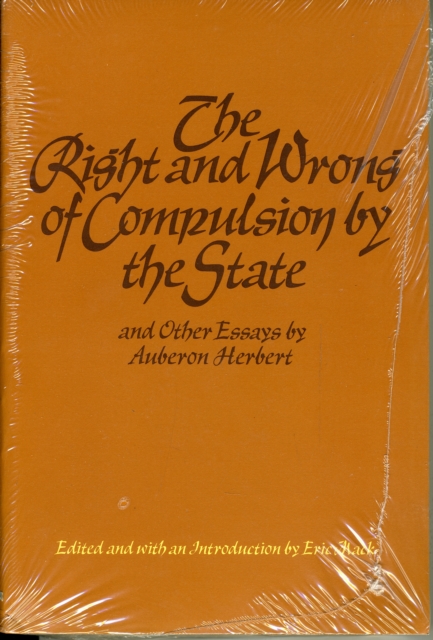 The
Right and Wrong
of Compulsion by
the State
and Other Essays by
Auberon Herbert
Edited and with an Introduction by Eric Mack